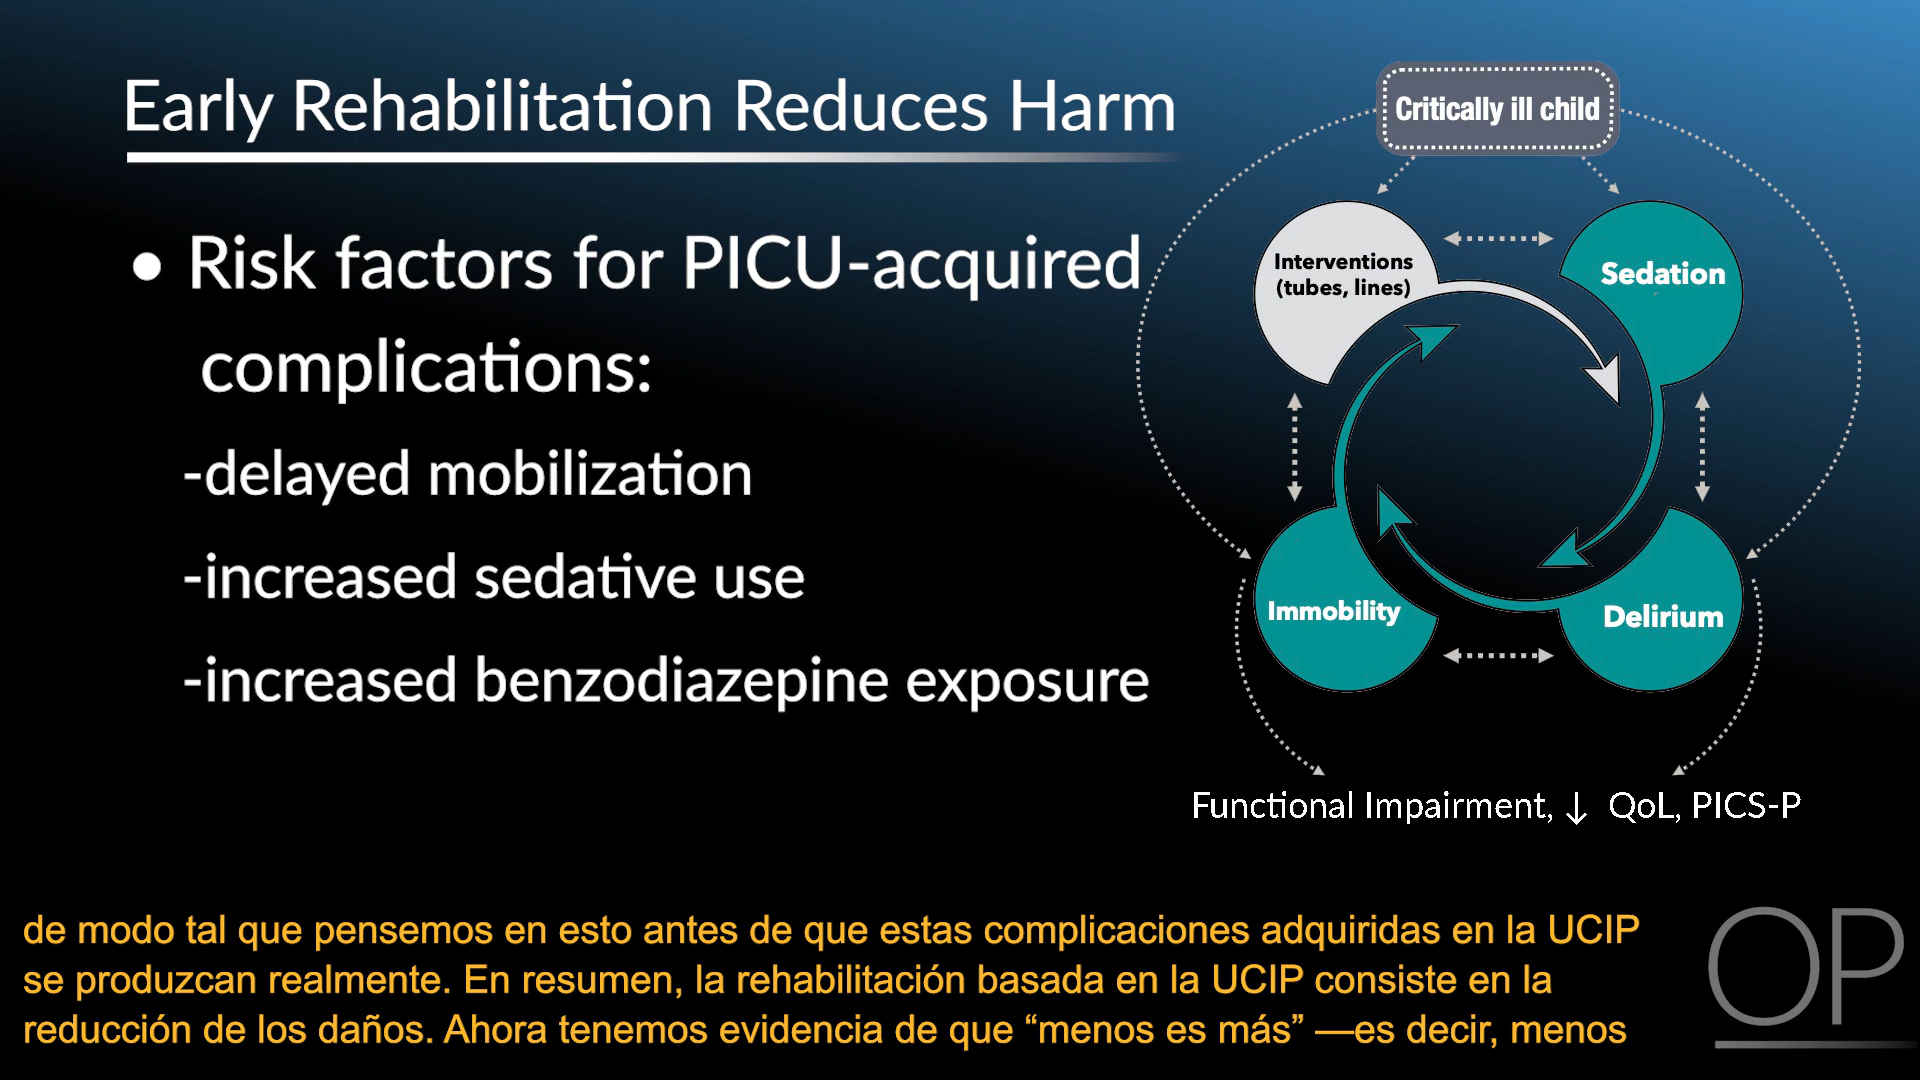 Early Rehabilitation Reduces Harm
• Risk factors for PICU-acquired
complications:
-delayed mobilization
-increased sedative use
-increased benzodiazepine exposure
Critically ill child
Interventions
(tubes, lines)
Sedation
Immobility
Delirium
Functional Impairment, ↓ QoL, PICS-P
de modo tal que pensemos en esto antes de que estas complicaciones adquiridas en la UCIP
se produzcan realmente. En resumen, la rehabilitación basada en la UCIP consiste en la
reducción de los daños. Ahora tenemos evidencia de que “menos es más” —es decir, menos
OP